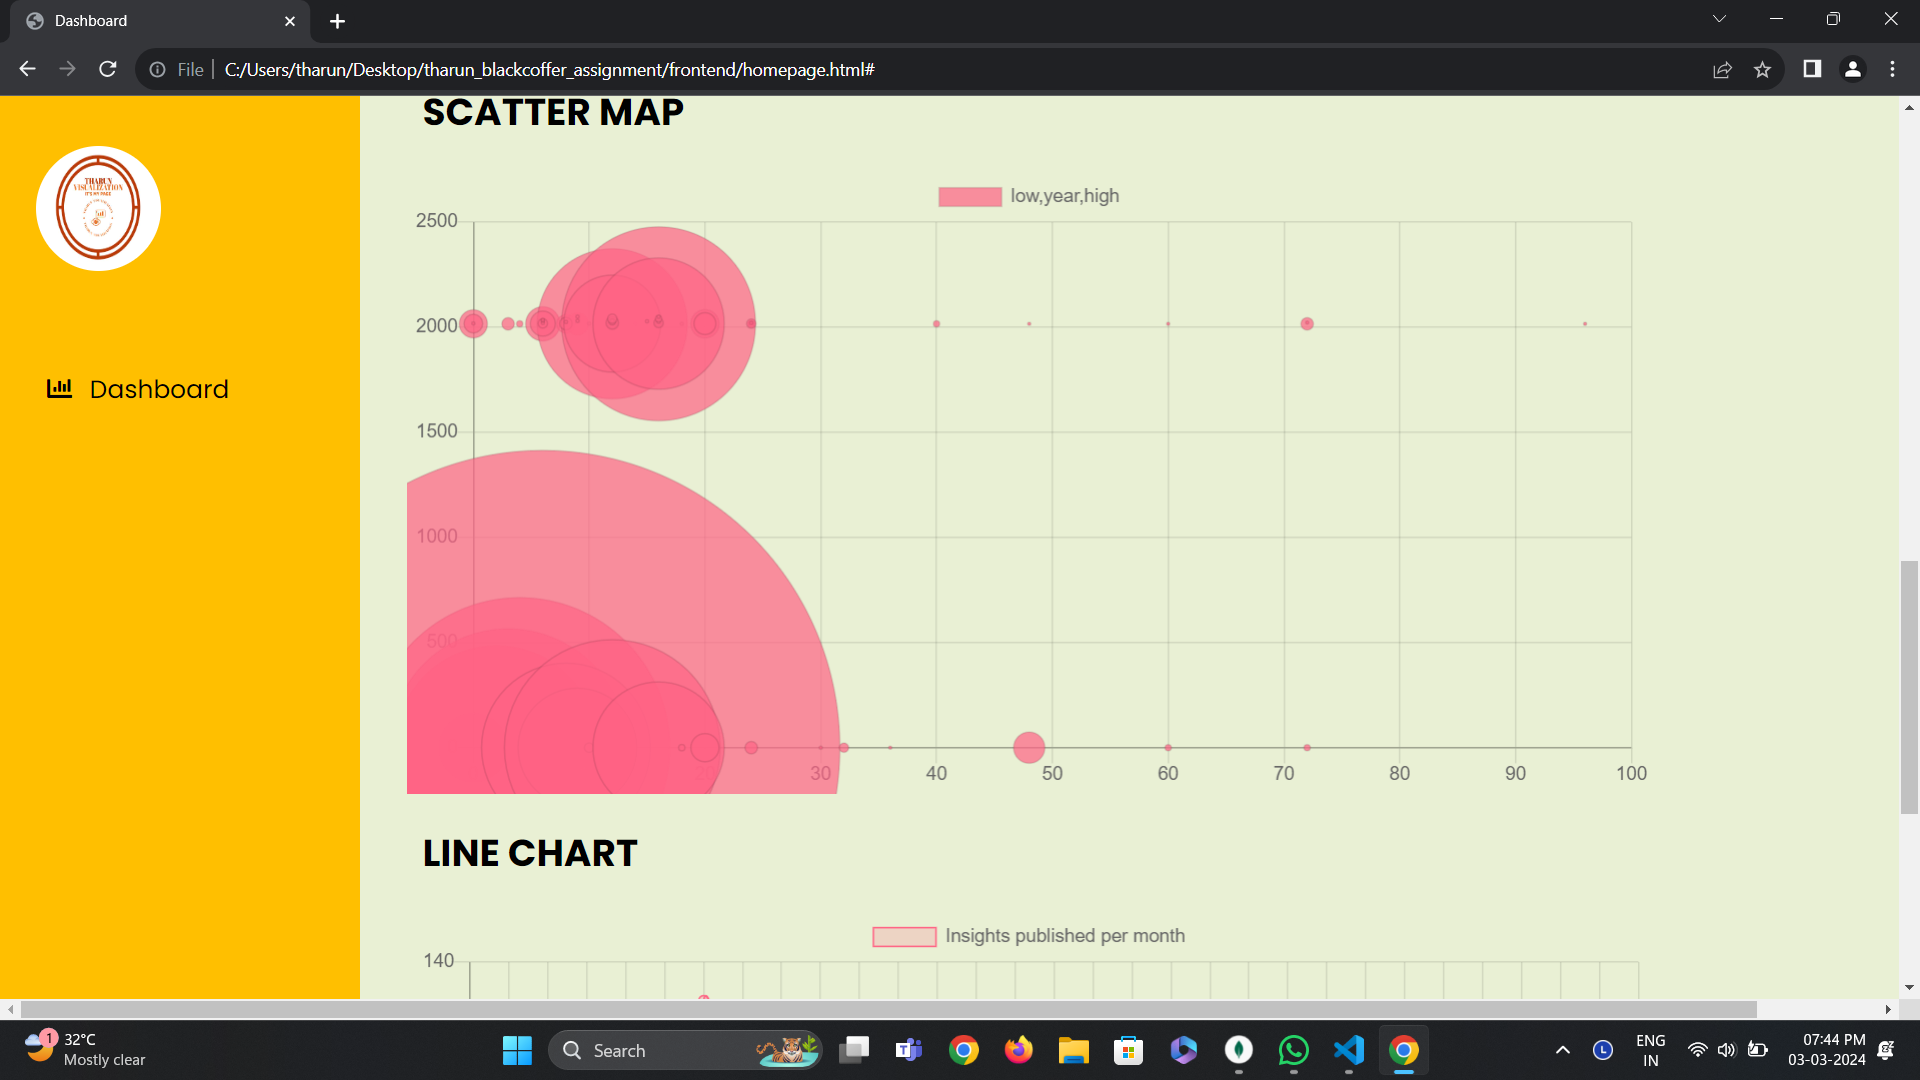 Dashboard
File
C:/Users/tharun/Desktop/tharun_blackcoffer_assignment/frontend/homepage.html#
THARUN
VISUALIZATION
Dashboard
SCATTER MAP
low,year,high
2500
2000
1500
1000
500
20 30 40 50 60 70 80 90 100
LINE CHART
Insights published per month
140
1
32°C
Mostly clear
Search
L
ENG
IN
07:44 PM
03-03-2024